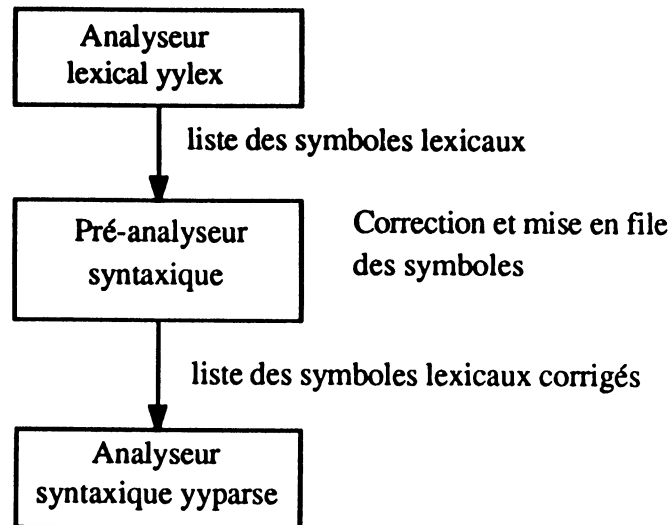 Analyseur
lexical yylex
liste des symboles lexicaux
Pré-analyseur
syntaxique
Correction et mise en file
des symboles
liste des symboles lexicaux corrigés
Analyseur
syntaxique yyparse